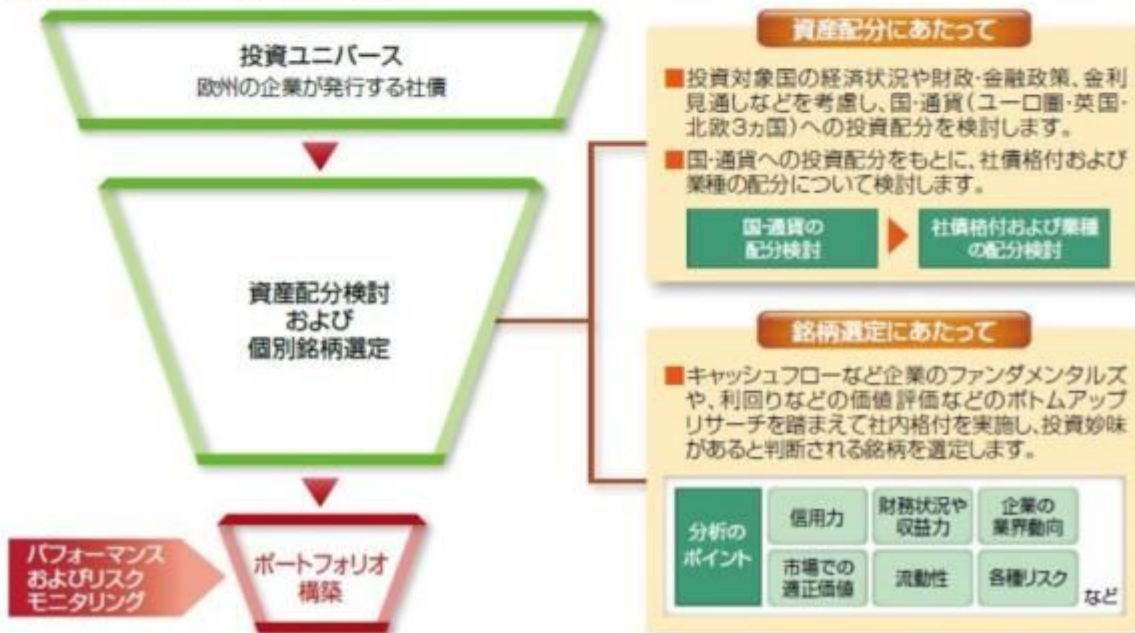 投資ユニバース
欧州の企業が発行する社債
資産配分検討
および
個別銘柄選定
パフォーマンス
およびリスク
モニタリング
ポートフォリオ
構築
資産配分にあたって
■投資対象国の経済状況や財政・金融政策、金利
見通しなどを考慮し、国・通貨(ユーロ圏・英国・
北欧3ヵ国)への投資配分を検討します。
■国・通貨への投資配分をもとに、社債格付および
業種の配分について検討します。
国・通貨の
配分検討
社債格付および業種
の配分検討
銘柄選定にあたって
■キャッシュフローなど企業のファンダメンタルズ
や、利回りなどの価値評価などのボトムアップ
リサーチを踏まえて社内格付を実施し、投資妙味
があると判断される銘柄を選定します。
分析の
ポイント
信用力
財務状況や
収益力
企業の
業界動向
市場での
適正価値
流動性
各種リスク
など